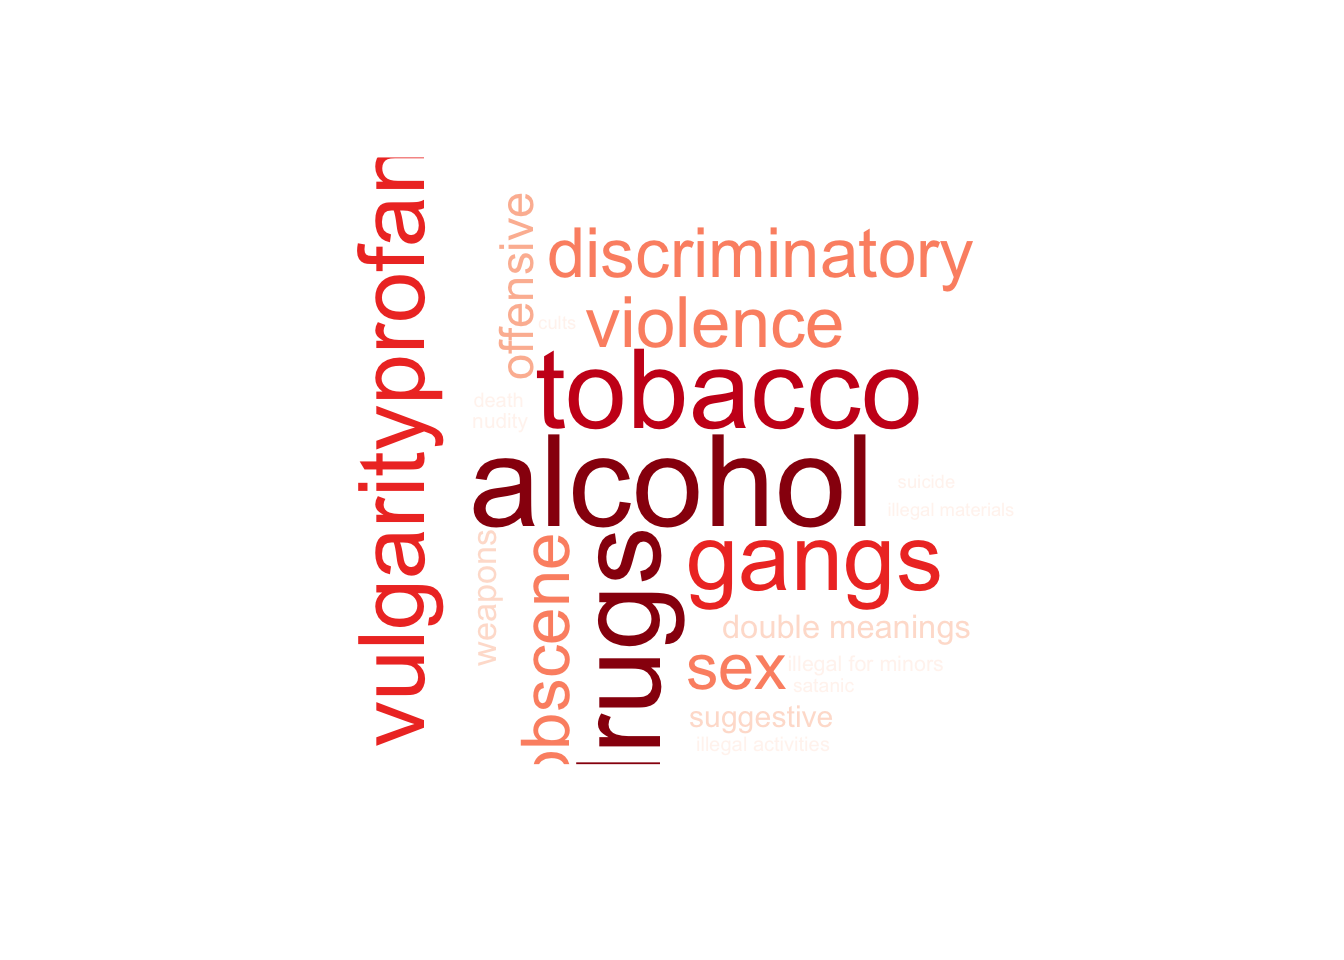 vulgarityprofan
offensive
discriminatory
cults
violence
tobacco
death
nudity
alcohol
suicide
illegal materials
weapons
obscene
rugs
gangs
double meanings
sex
illegal for minors
satanic
suggestive
illegal activities